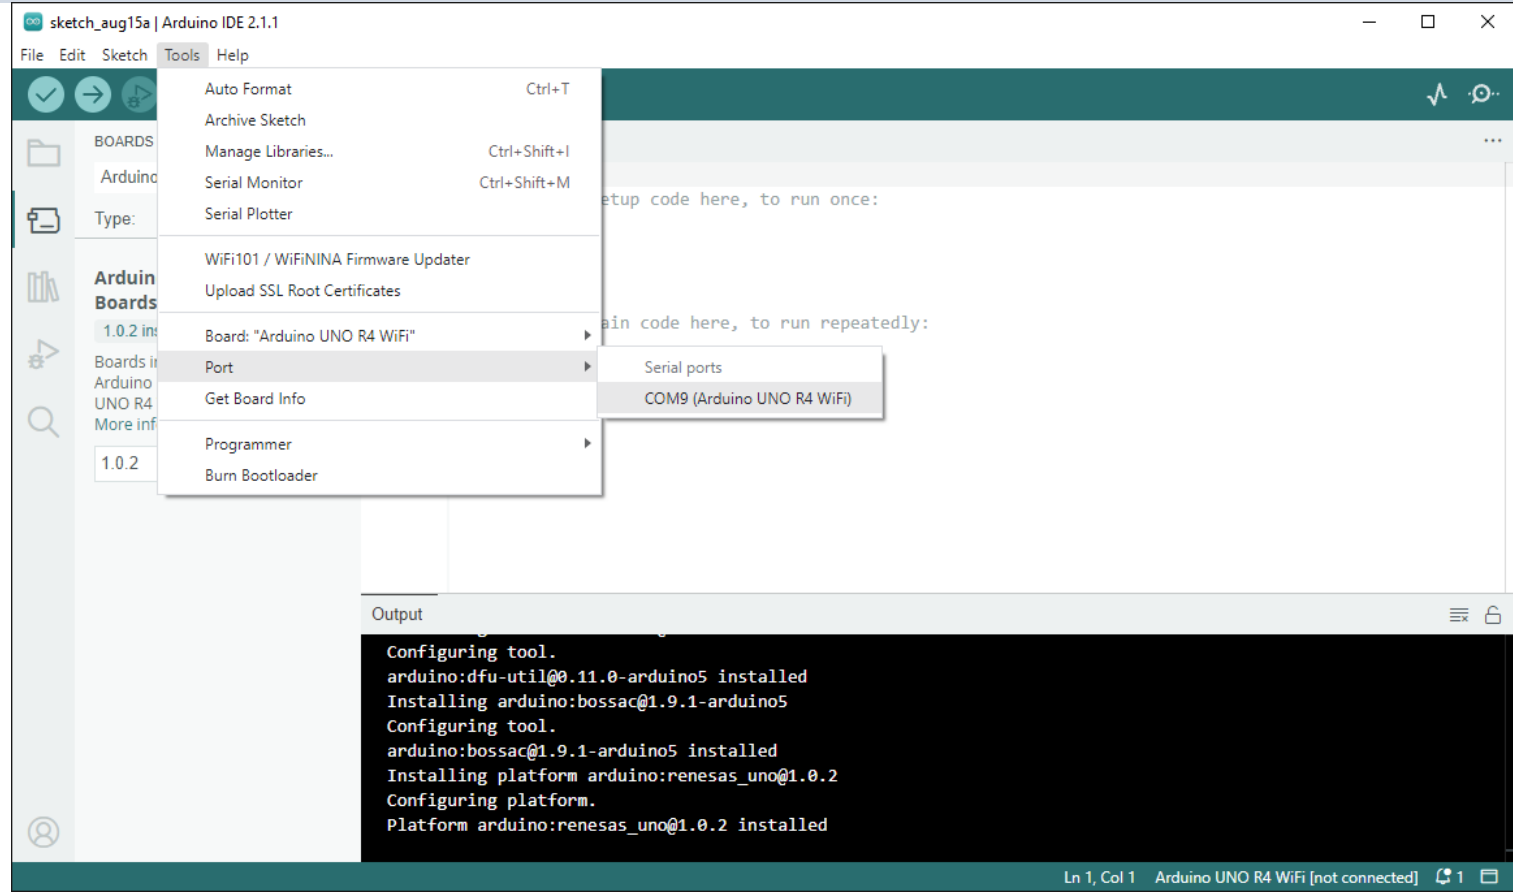 sketch_aug15a | Arduino IDE 2.1.1
File Edit Sketch Tools Help
Auto Format Ctrl+T
Archive Sketch
Manage Libraries... Ctrl+Shift+I
Serial Monitor Ctrl+Shift+M
Serial Plotter
WiFi101 / WiFiNINA Firmware Updater
Upload SSL Root Certificates
Board: "Arduino UNO R4 WiFi"
Port
Get Board Info
Programmer
Burn Bootloader
Serial ports
COM9 (Arduino UNO R4 WiFi)
BOARDS
Arduino
Type:
Arduin
Boards
1.0.2 ins
Boards in
Arduino
UNO R4
More inf
1.0.2
etup code here, to run once:
ain code here, to run repeatedly:
Output
Configuring tool.
arduino:dfu-util@0.11.0-arduino5 installed
Installing arduino:bossac@1.9.1-arduino5
Configuring tool.
arduino:bossac@1.9.1-arduino5 installed
Installing platform arduino:renesas_uno@1.0.2
Configuring platform.
Platform arduino:renesas_uno@1.0.2 installed
Ln 1, Col 1 Arduino UNO R4 WiFi [not connected] 1